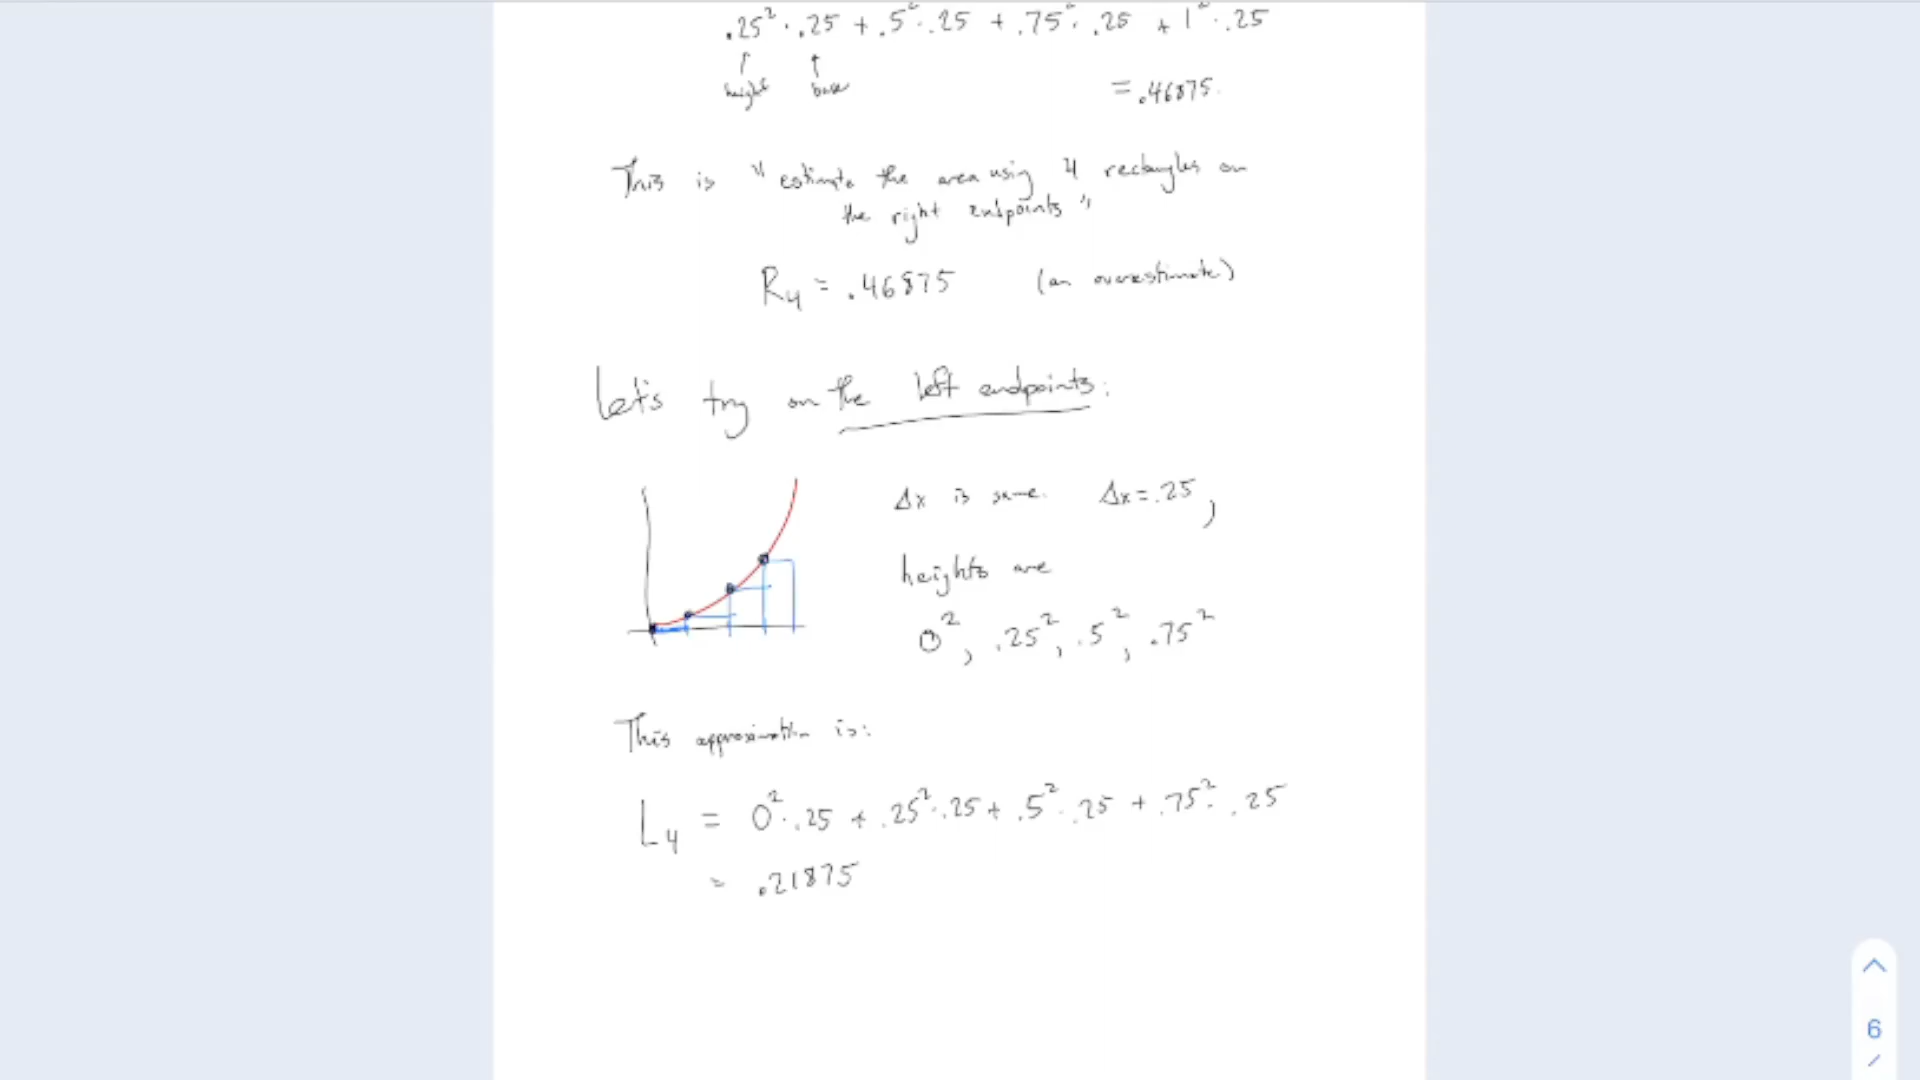 .25² · .25 + .5² · .25 + .75² · .25 + 1² · .25
height base
= .46875.
This is "estimate the area using 4 rectangles on
the right endpoints"
R₄ = .46875 (an overestimate)
Let's try on the left endpoints:
Δx is same. Δx = .25,
heights are
0², .25², .5², .75²
This approximation is:
L₄ = 0² · .25 + .25² · .25 + .5² · .25 + .75² · .25
= .21875
6